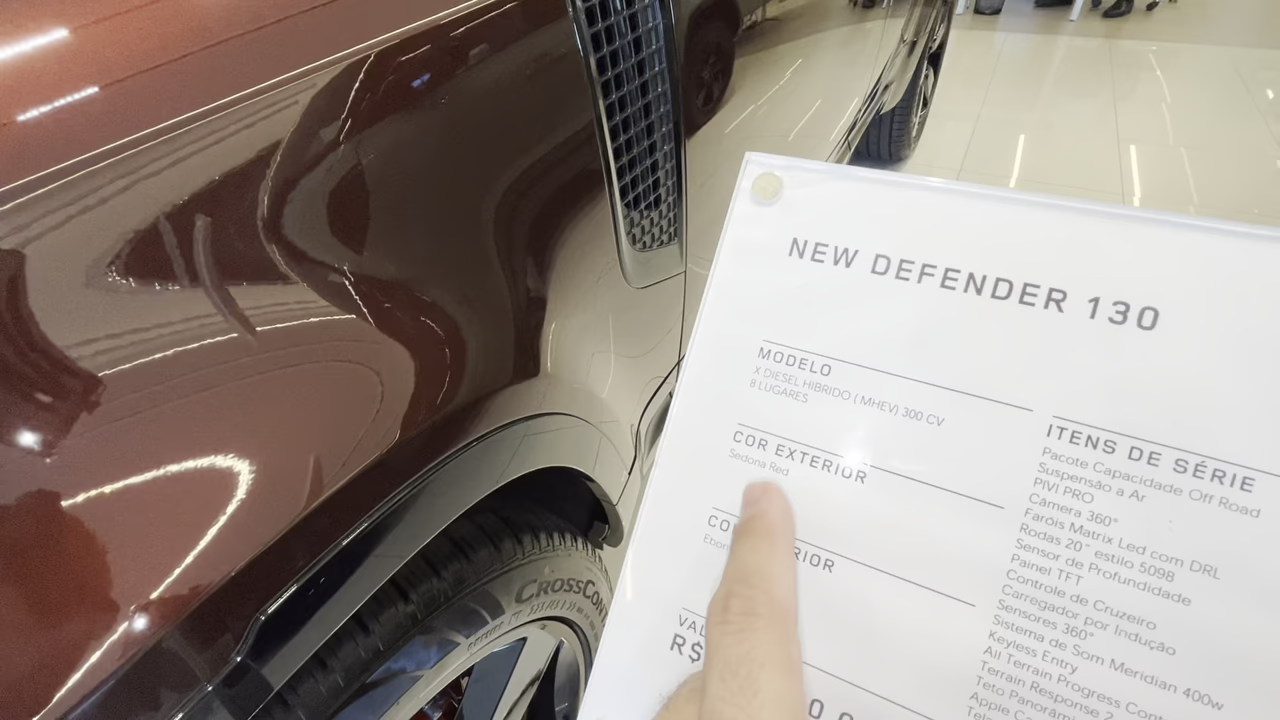 NEW DEFENDER 130
MODELO
X DIESEL HIBRIDO ( MHEV) 300 CV
8 LUGARES
COR EXTERIOR
Sedona Red
R$
ITENS DE SÉRIE
Pacote Capacidade Off Road
Suspensão a Ar
PIVI PRO
Câmera 360°
Faróis Matrix Led com DRL
Rodas 20" estilo 5098
Sensor de Profundidade
Painel TFT
Controle de Cruzeiro
Carregador por Indução
Sensores 360°
Sistema de Som Meridian 400w
Keyless Entry
All Terrain Progress
Terrain Response 2
Teto
Apple
CROSSCON